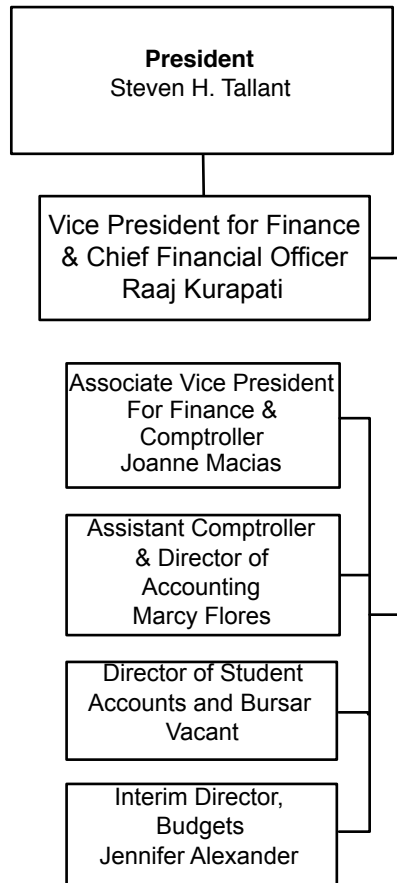 President
Steven H. Tallant
Vice President for Finance
& Chief Financial Officer
Raaj Kurapati
Associate Vice President
For Finance &
Comptroller
Joanne Macias
Assistant Comptroller
& Director of
Accounting
Marcy Flores
Director of Student
Accounts and Bursar
Vacant
Interim Director,
Budgets
Jennifer Alexander